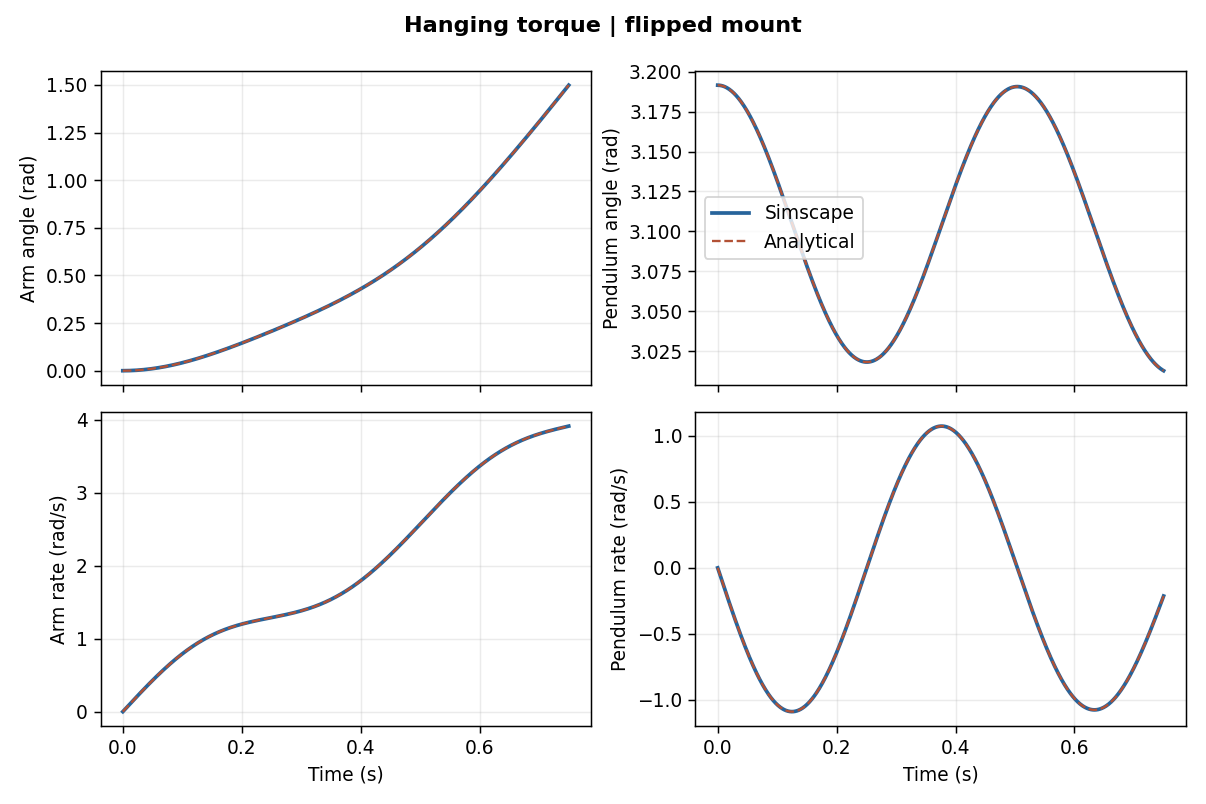 Hanging torque | flipped mount
Arm angle (rad)
1.50
1.25
1.00
0.75
0.50
0.25
0.00
Pendulum angle (rad)
3.200
3.175
3.150
3.125
3.100
3.075
3.050
3.025
Simscape
Analytical
Arm rate (rad/s)
4
3
2
1
0
0.0 0.2 0.4 0.6
Time (s)
Pendulum rate (rad/s)
1.0
0.5
0.0
−0.5
−1.0
0.0 0.2 0.4 0.6
Time (s)